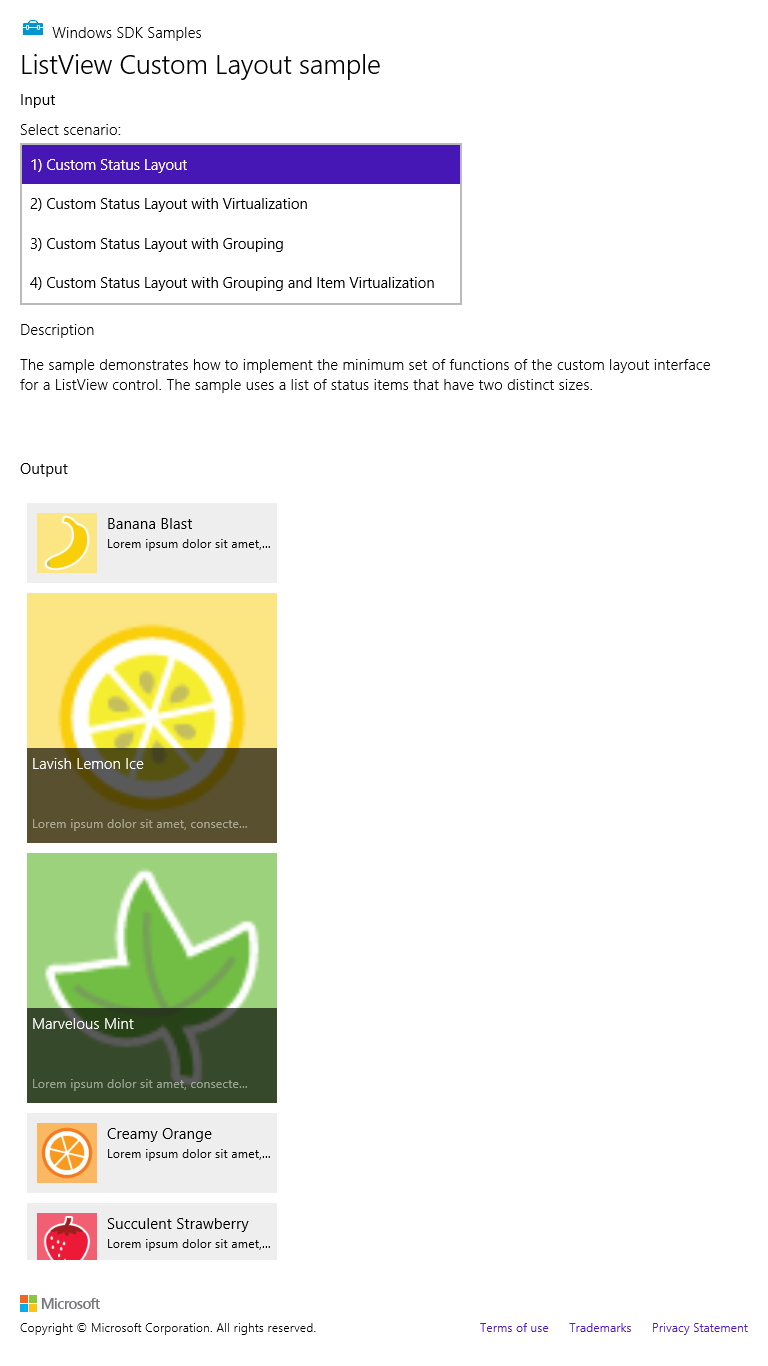 Windows SDK Samples
ListView Custom Layout sample
Input
Select scenario:
1) Custom Status Layout
2) Custom Status Layout with Virtualization
3) Custom Status Layout with Grouping
4) Custom Status Layout with Grouping and Item Virtualization
Description
The sample demonstrates how to implement the minimum set of functions of the custom layout interface
for a ListView control. The sample uses a list of status items that have two distinct sizes.
Output
Banana Blast
Lorem ipsum dolor sit amet,...
Lavish Lemon Ice
Lorem ipsum dolor sit amet, consecte...
Marvelous Mint
Lorem ipsum dolor sit amet, consecte...
Creamy Orange
Lorem ipsum dolor sit amet,...
Succulent Strawberry
Lorem ipsum dolor sit amet,...
Microsoft
Copyright © Microsoft Corporation. All rights reserved. Terms of use Trademarks Privacy Statement